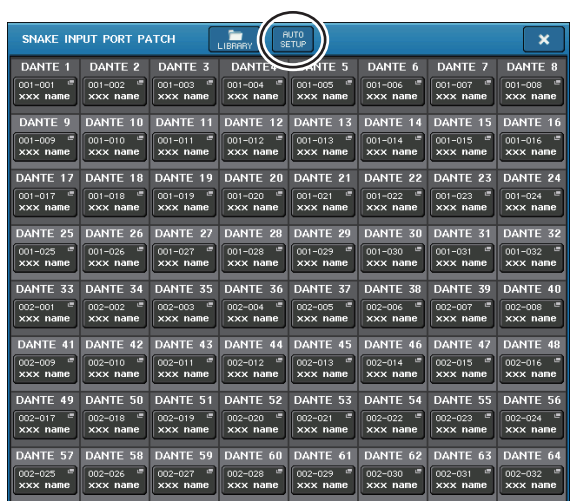 SNAKE INPUT PORT PATCH LIBRARY AUTO SETUP
DANTE 1 DANTE 2 DANTE 3 DANTE 4 DANTE 5 DANTE 6 DANTE 7 DANTE 8
001-001 001-002 001-003 001-004 001-005 001-006 001-007 001-008
xxx name xxx name xxx name xxx name xxx name xxx name xxx name xxx name
DANTE 9 DANTE 10 DANTE 11 DANTE 12 DANTE 13 DANTE 14 DANTE 15 DANTE 16
001-009 001-010 001-011 001-012 001-013 001-014 001-015 001-016
xxx name xxx name xxx name xxx name xxx name xxx name xxx name xxx name
DANTE 17 DANTE 18 DANTE 19 DANTE 20 DANTE 21 DANTE 22 DANTE 23 DANTE 24
001-017 001-018 001-019 001-020 001-021 001-022 001-023 001-024
xxx name xxx name xxx name xxx name xxx name xxx name xxx name xxx name
DANTE 25 DANTE 26 DANTE 27 DANTE 28 DANTE 29 DANTE 30 DANTE 31 DANTE 32
001-025 001-026 001-027 001-028 001-029 001-030 001-031 001-032
xxx name xxx name xxx name xxx name xxx name xxx name xxx name xxx name
DANTE 33 DANTE 34 DANTE 35 DANTE 36 DANTE 37 DANTE 38 DANTE 39 DANTE 40
002-001 002-002 002-003 002-004 002-005 002-006 002-007 002-008
xxx name xxx name xxx name xxx name xxx name xxx name xxx name xxx name
DANTE 41 DANTE 42 DANTE 43 DANTE 44 DANTE 45 DANTE 46 DANTE 47 DANTE 48
002-009 002-010 002-011 002-012 002-013 002-014 002-015 002-016
xxx name xxx name xxx name xxx name xxx name xxx name xxx name xxx name
DANTE 49 DANTE 50 DANTE 51 DANTE 52 DANTE 53 DANTE 54 DANTE 55 DANTE 56
002-017 002-018 002-019 002-020 002-021 002-022 002-023 002-024
xxx name xxx name xxx name xxx name xxx name xxx name xxx name xxx name
DANTE 57 DANTE 58 DANTE 59 DANTE 60 DANTE 61 DANTE 62 DANTE 63 DANTE 64
002-025 002-026 002-027 002-028 002-029 002-030 002-031 002-032
xxx name xxx name xxx name xxx name xxx name xxx name xxx name xxx name